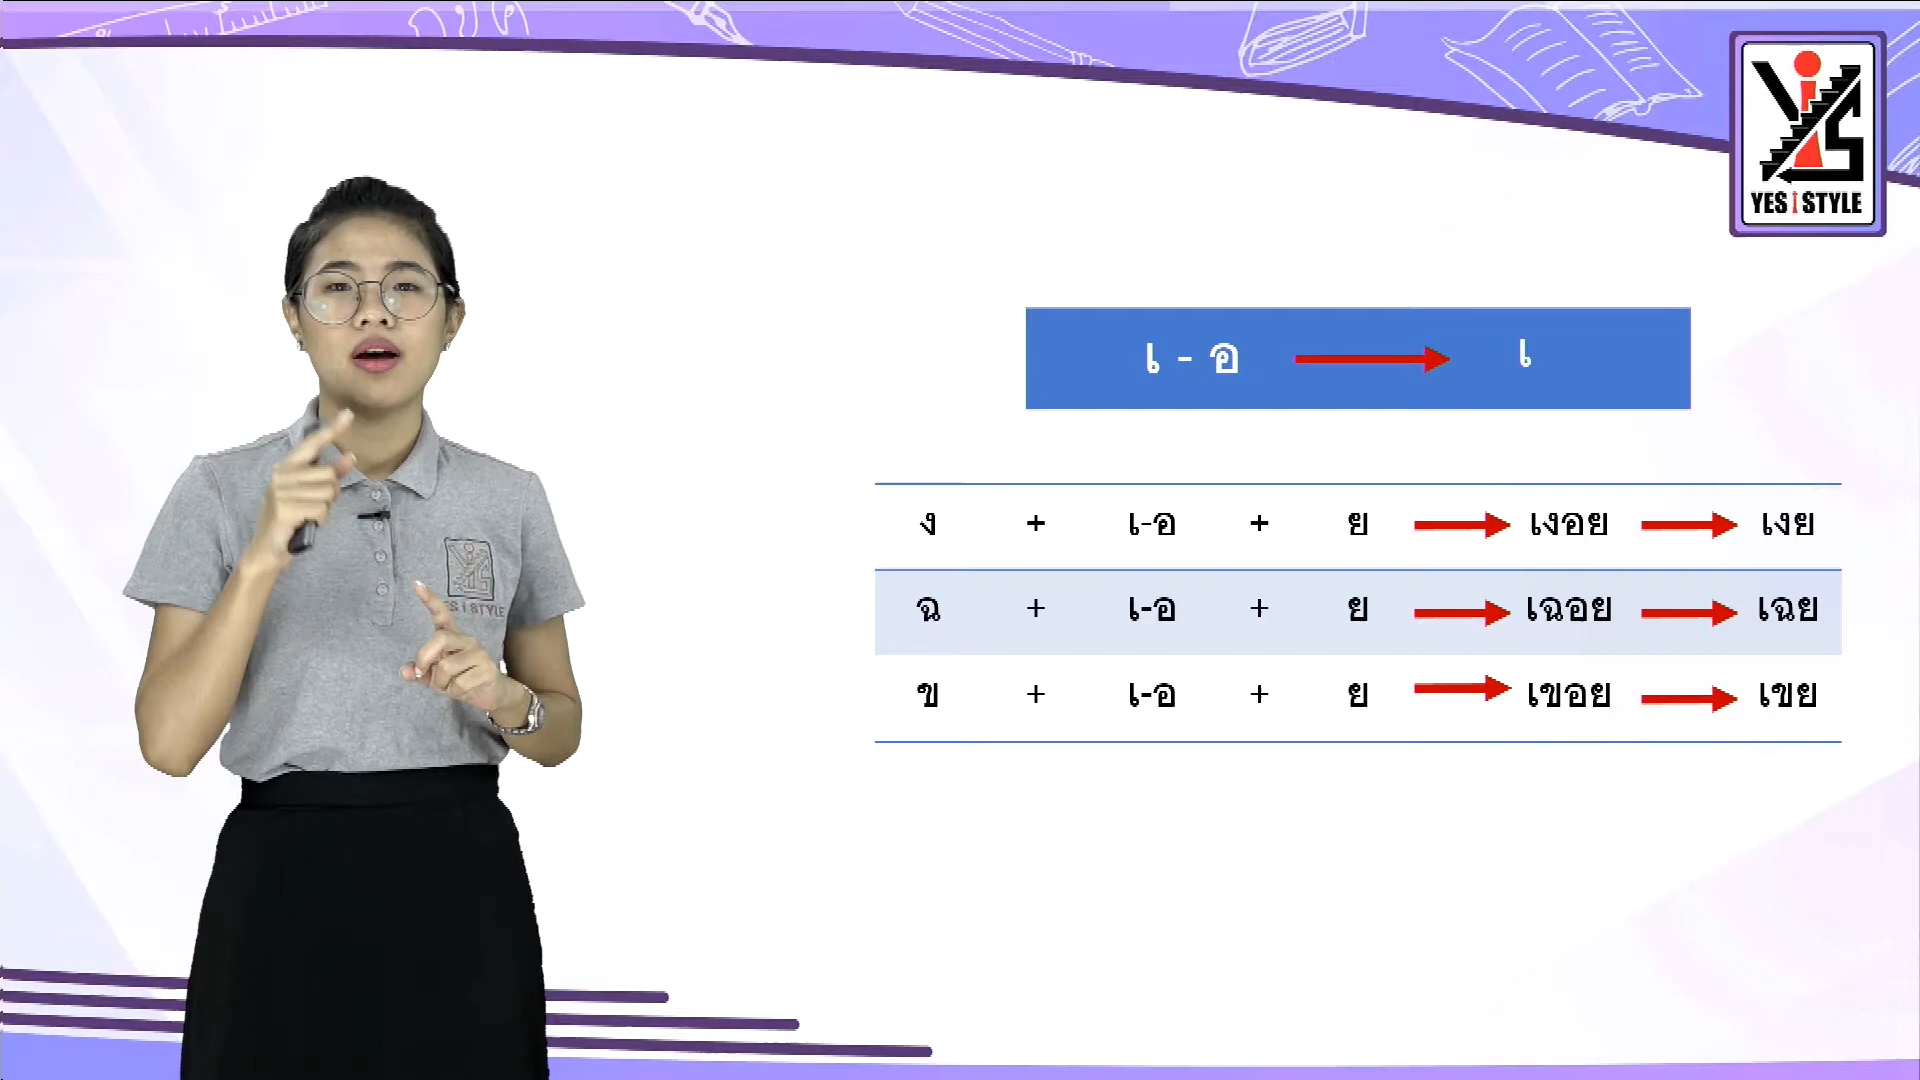 YES i STYLE
เ - อ เ
ง + เ-อ + ย เงอย เงย
ฉ + เ-อ + ย เฉอย เฉย
ข + เ-อ + ย เขอย เขย
YES i STYLE